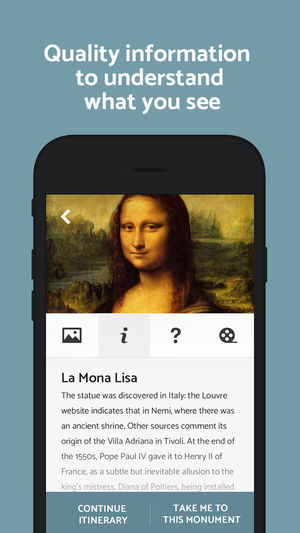 Quality information
to understand
what you see
La Mona Lisa
The statue was discovered in Italy: the Louvre
website indicates that in Nemi, where there was
an ancient shrine. Other sources comment its
origin of the Villa Adriana in Tivoli. At the end of
the 1550s, Pope Paul IV gave it to Henry II of
France, as a subtle but inevitable allusion to the
king's mistress, Diana of Poitiers, being installed
CONTINUE
ITINERARY
TAKE ME TO
THIS MONUMENT